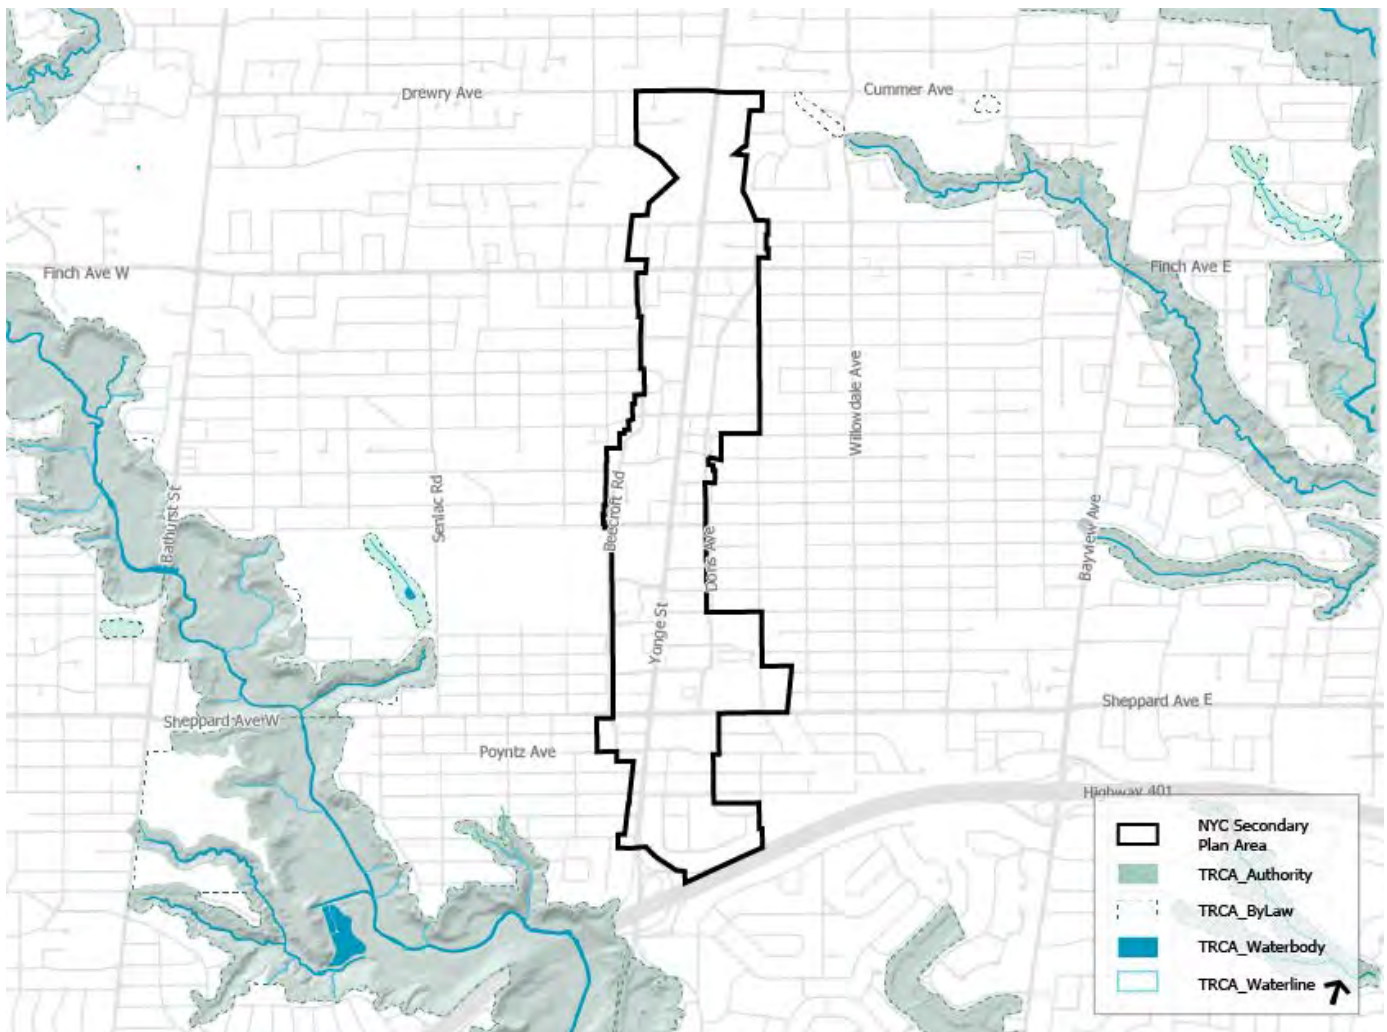 Drewry Ave
Cummer Ave
Finch Ave W
Finch Ave E
Willowdale Ave
Bathurst St
Senlac Rd
Beecroft Rd
Doris Ave
Bayview Ave
Yonge St
Sheppard Ave W
Sheppard Ave E
Poyntz Ave
Highway 401
NYC Secondary
Plan Area
TRCA_Authority
TRCA_ByLaw
TRCA_Waterbody
TRCA_Waterline